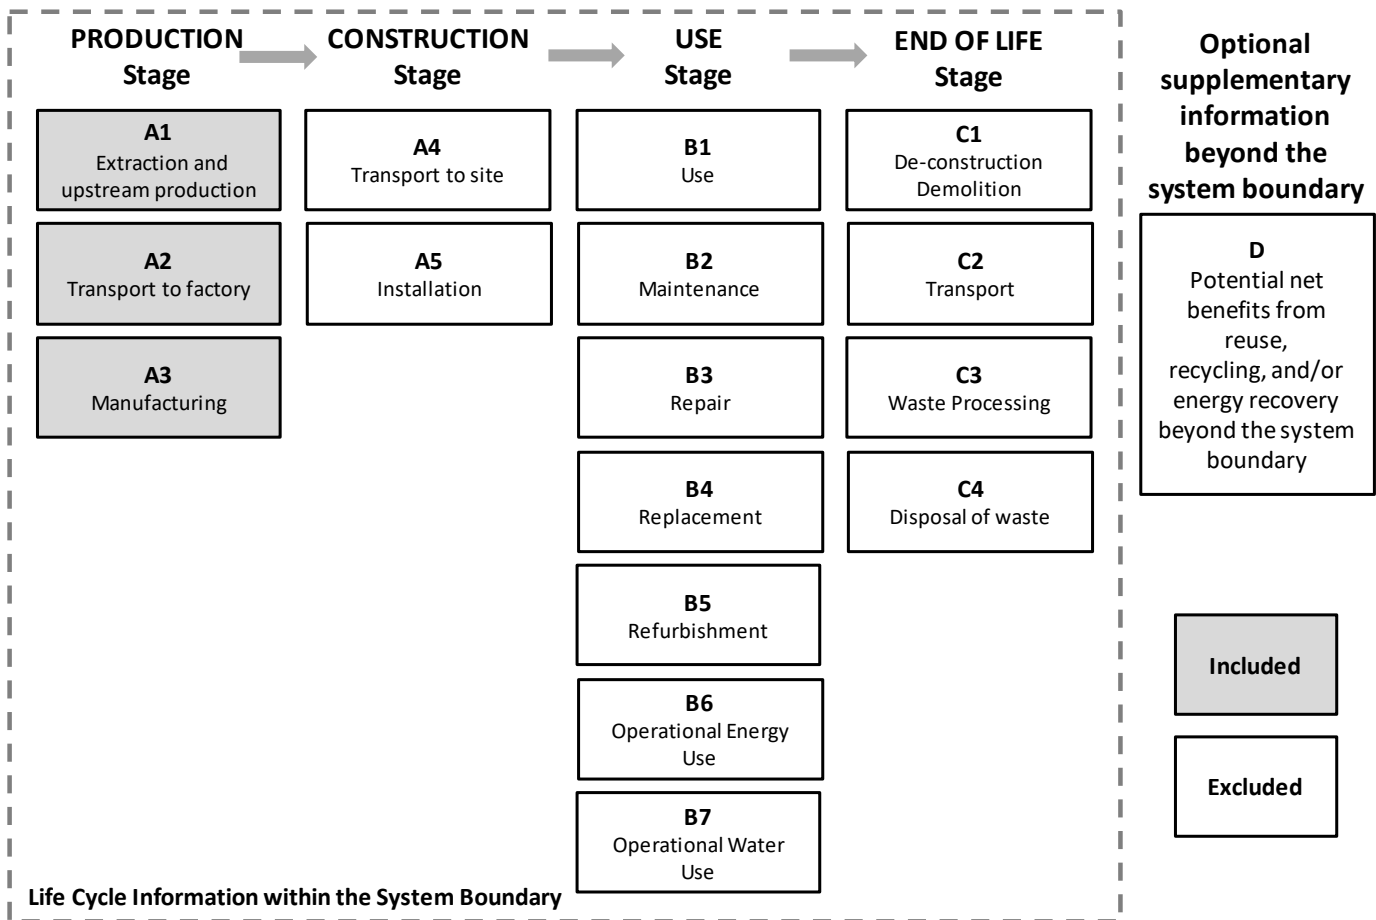 PRODUCTION
Stage
CONSTRUCTION
Stage
USE
Stage
END OF LIFE
Stage
Optional
supplementary
information
beyond the
system boundary
A1
Extraction and
upstream production
A4
Transport to site
B1
Use
C1
De-construction
Demolition
A2
Transport to factory
A5
Installation
B2
Maintenance
C2
Transport
D
Potential net
benefits from
reuse,
recycling, and/or
energy recovery
beyond the system
boundary
A3
Manufacturing
B3
Repair
C3
Waste Processing
B4
Replacement
C4
Disposal of waste
B5
Refurbishment
B6
Operational Energy
Use
B7
Operational Water
Use
Included
Excluded
Life Cycle Information within the System Boundary